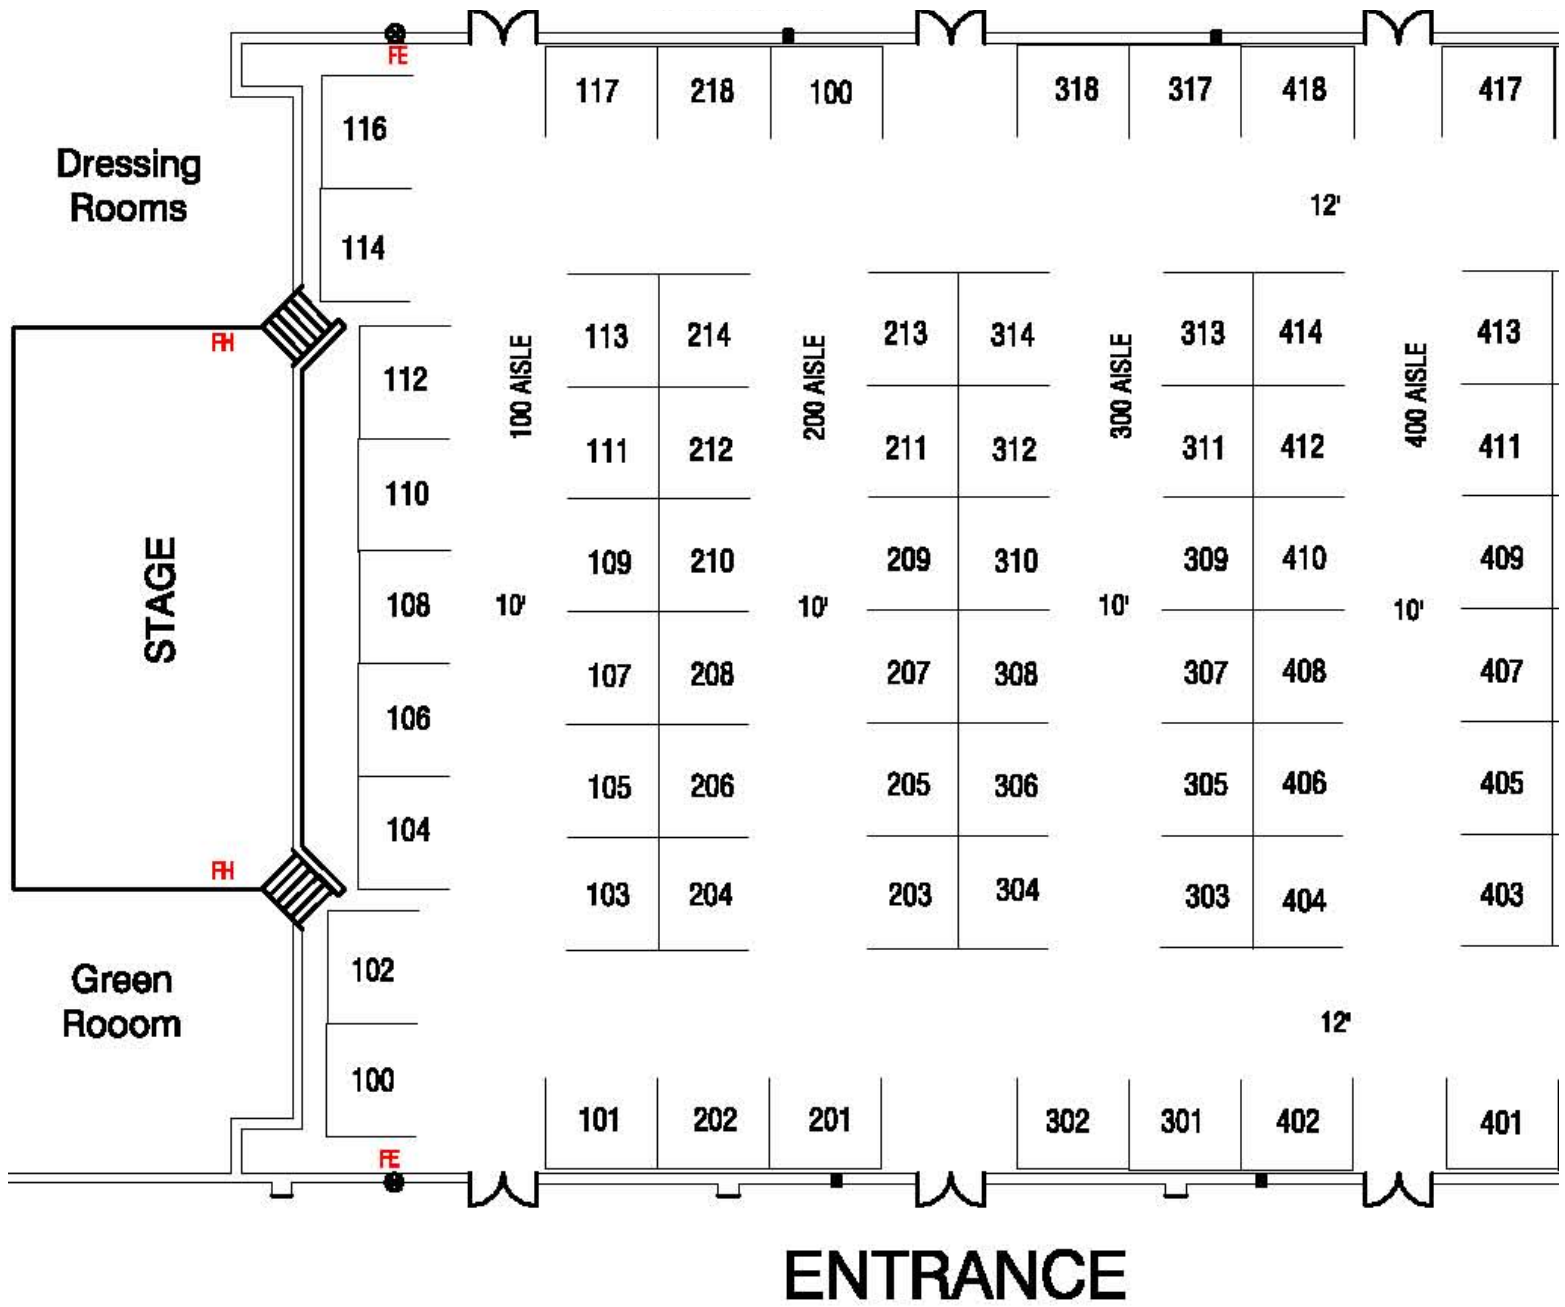 FE
117 218 100 318 317 418 417
116
Dressing
Rooms
12'
114
113 214 213 314 313 414 413
FH
100 AISLE 200 AISLE 300 AISLE 400 AISLE
112
111 212 211 312 311 412 411
110
109 210 209 310 309 410 409
STAGE
108 10' 10' 10' 10'
107 208 207 308 307 408 407
106
105 206 205 306 305 406 405
104
FH
103 204 203 304 303 404 403
102
Green
Rooom
12'
100
101 202 201 302 301 402 401
FE
ENTRANCE